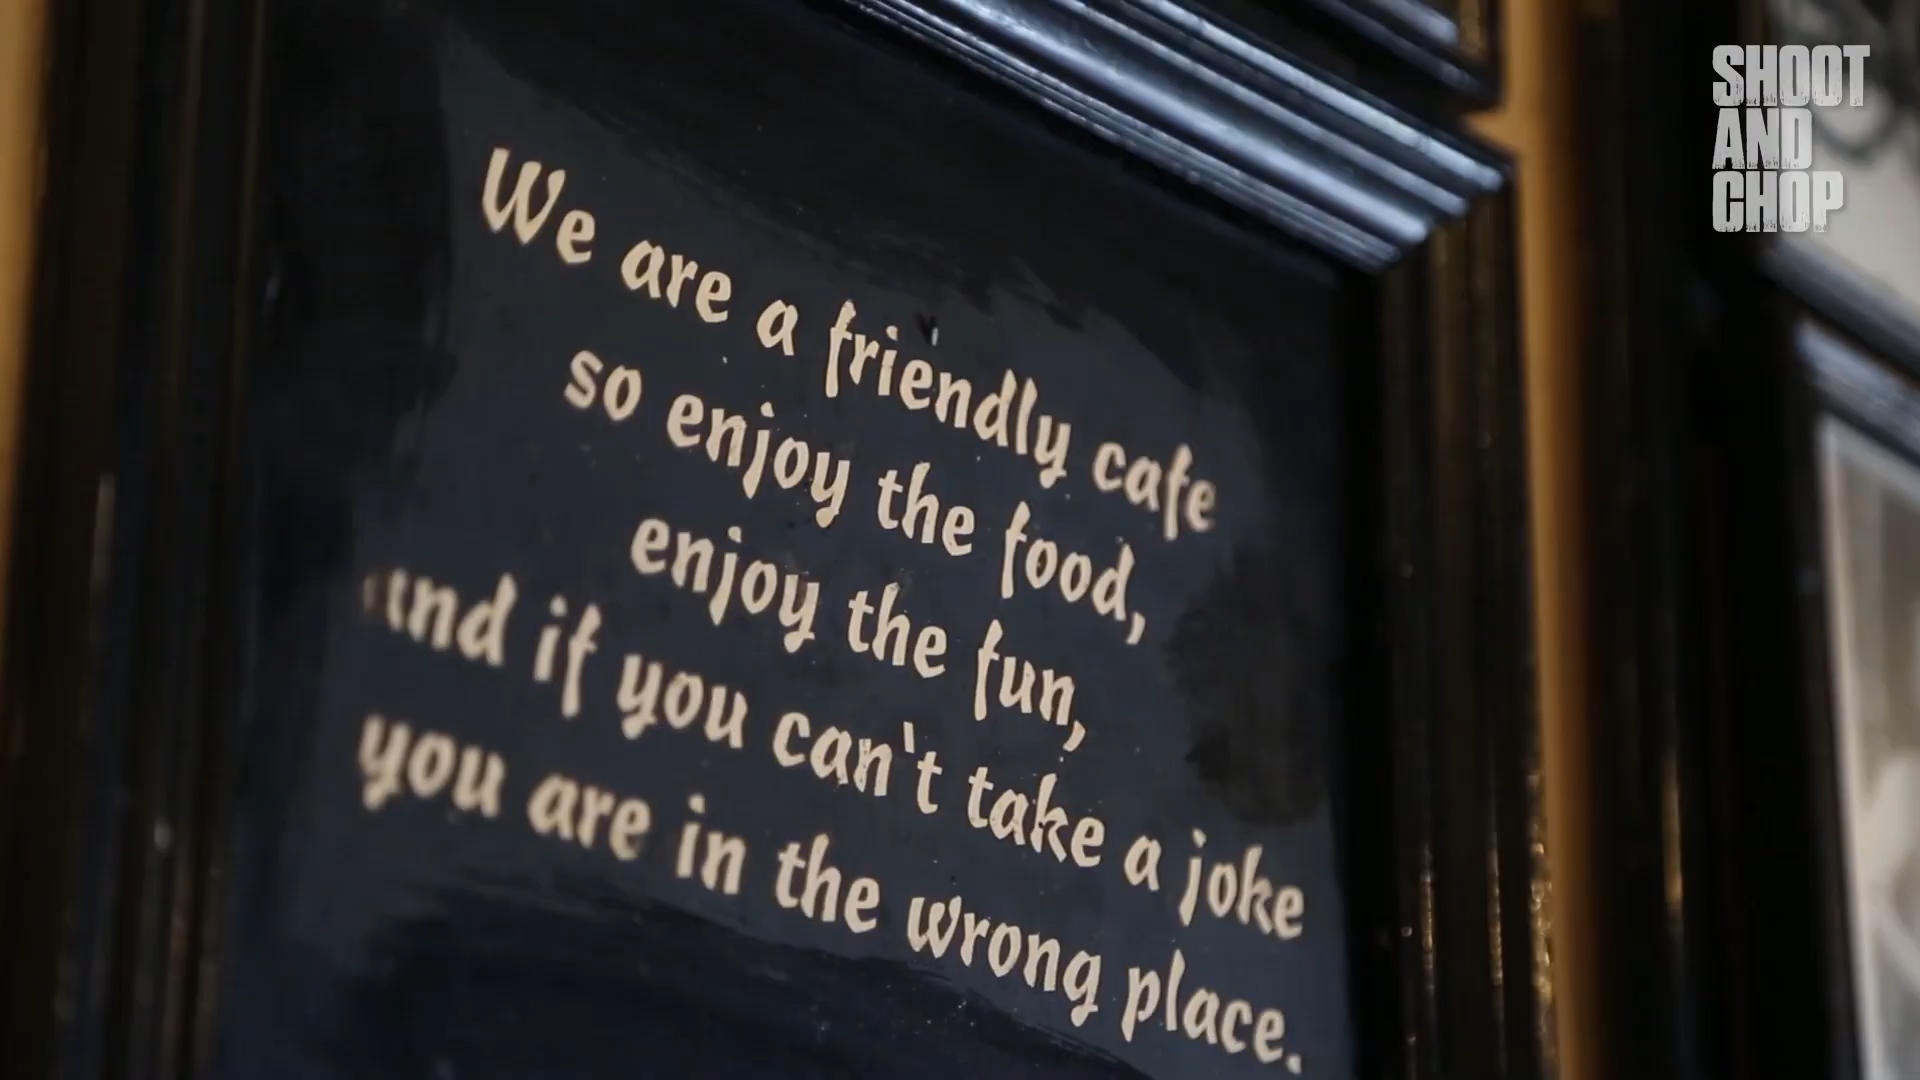 We are a friendly cafe
so enjoy the food,
enjoy the fun,
and if you can't take a joke
you are in the wrong place.
SHOOT
AND
CHOP